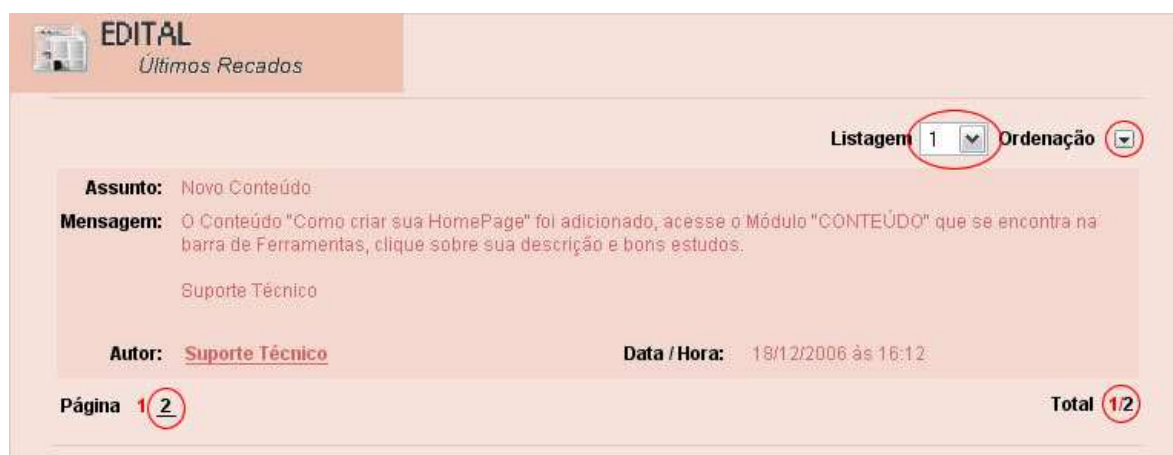 EDITAL
Últimos Recados
Listagem 1 Ordenação
Assunto: Novo Conteúdo
Mensagem: O Conteúdo "Como criar sua HomePage" foi adicionado, acesse o Módulo "CONTEÚDO" que se encontra na
barra de Ferramentas, clique sobre sua descrição e bons estudos.
Suporte Técnico
Autor: Suporte Técnico Data / Hora: 18/12/2006 às 16:12
Página 1 2 Total 1/2